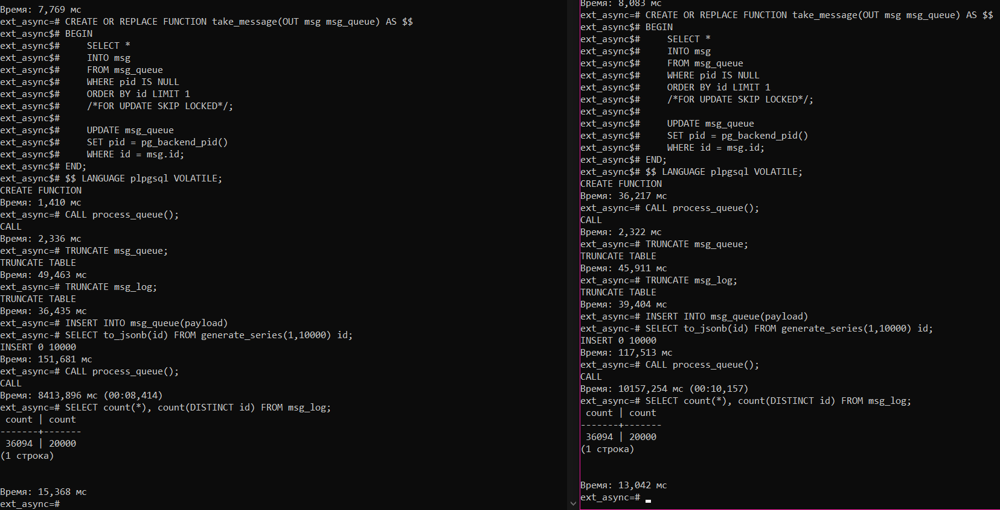 Время: 7,769 мс
ext_async=# CREATE OR REPLACE FUNCTION take_message(OUT msg msg_queue) AS $$
ext_async$# BEGIN
ext_async$#     SELECT *
ext_async$#     INTO msg
ext_async$#     FROM msg_queue
ext_async$#     WHERE pid IS NULL
ext_async$#     ORDER BY id LIMIT 1
ext_async$#     /*FOR UPDATE SKIP LOCKED*/;
ext_async$#
ext_async$#     UPDATE msg_queue
ext_async$#     SET pid = pg_backend_pid()
ext_async$#     WHERE id = msg.id;
ext_async$# END;
ext_async$# $$ LANGUAGE plpgsql VOLATILE;
CREATE FUNCTION
Время: 1,410 мс
ext_async=# CALL process_queue();
CALL
Время: 2,336 мс
ext_async=# TRUNCATE msg_queue;
TRUNCATE TABLE
Время: 49,463 мс
ext_async=# TRUNCATE msg_log;
TRUNCATE TABLE
Время: 36,435 мс
ext_async=# INSERT INTO msg_queue(payload)
ext_async-# SELECT to_jsonb(id) FROM generate_series(1,10000) id;
INSERT 0 10000
Время: 151,681 мс
ext_async=# CALL process_queue();
CALL
Время: 8413,896 мс (00:08,414)
ext_async=# SELECT count(*), count(DISTINCT id) FROM msg_log;
 count | count
-------+-------
 36094 | 20000
(1 строка)
Время: 15,368 мс
ext_async=#
Время: 8,083 мс
ext_async=# CREATE OR REPLACE FUNCTION take_message(OUT msg msg_queue) AS $$
ext_async$# BEGIN
ext_async$#     SELECT *
ext_async$#     INTO msg
ext_async$#     FROM msg_queue
ext_async$#     WHERE pid IS NULL
ext_async$#     ORDER BY id LIMIT 1
ext_async$#     /*FOR UPDATE SKIP LOCKED*/;
ext_async$#
ext_async$#     UPDATE msg_queue
ext_async$#     SET pid = pg_backend_pid()
ext_async$#     WHERE id = msg.id;
ext_async$# END;
ext_async$# $$ LANGUAGE plpgsql VOLATILE;
CREATE FUNCTION
Время: 36,217 мс
ext_async=# CALL process_queue();
CALL
Время: 2,322 мс
ext_async=# TRUNCATE msg_queue;
TRUNCATE TABLE
Время: 45,911 мс
ext_async=# TRUNCATE msg_log;
TRUNCATE TABLE
Время: 39,404 мс
ext_async=# INSERT INTO msg_queue(payload)
ext_async-# SELECT to_jsonb(id) FROM generate_series(1,10000) id;
INSERT 0 10000
Время: 117,513 мс
ext_async=# CALL process_queue();
CALL
Время: 10157,254 мс (00:10,157)
ext_async=# SELECT count(*), count(DISTINCT id) FROM msg_log;
 count | count
-------+-------
 36094 | 20000
(1 строка)
Время: 13,042 мс
ext_async=#